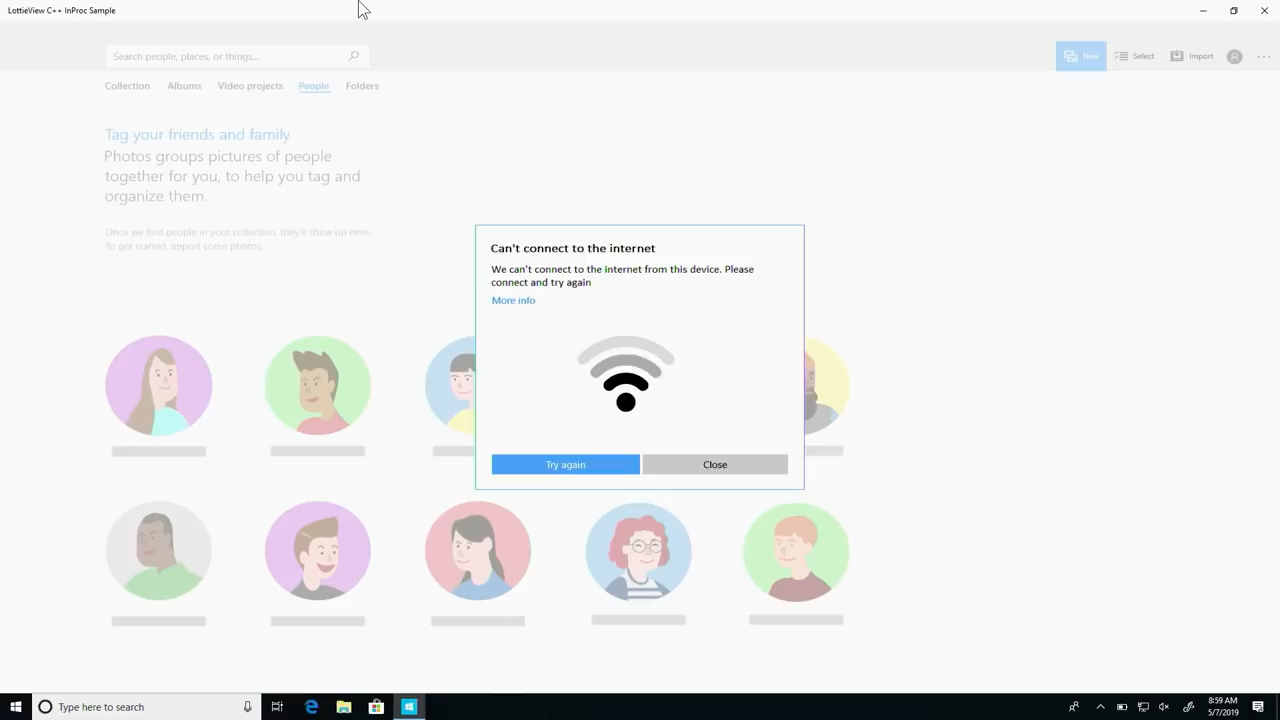 LottieView C++ InProc Sample
Search people, places, or things...
New
Select
Import
Collection
Albums
Video projects
People
Folders
Tag your friends and family
Photos groups pictures of people
together for you, to help you tag and
organize them.
Once we find people in your collection, they'll show up here.
To get started, import some photos.
Can't connect to the internet
We can't connect to the internet from this device. Please
connect and try again
More info
Try again
Close
Type here to search
8:59 AM
5/7/2019